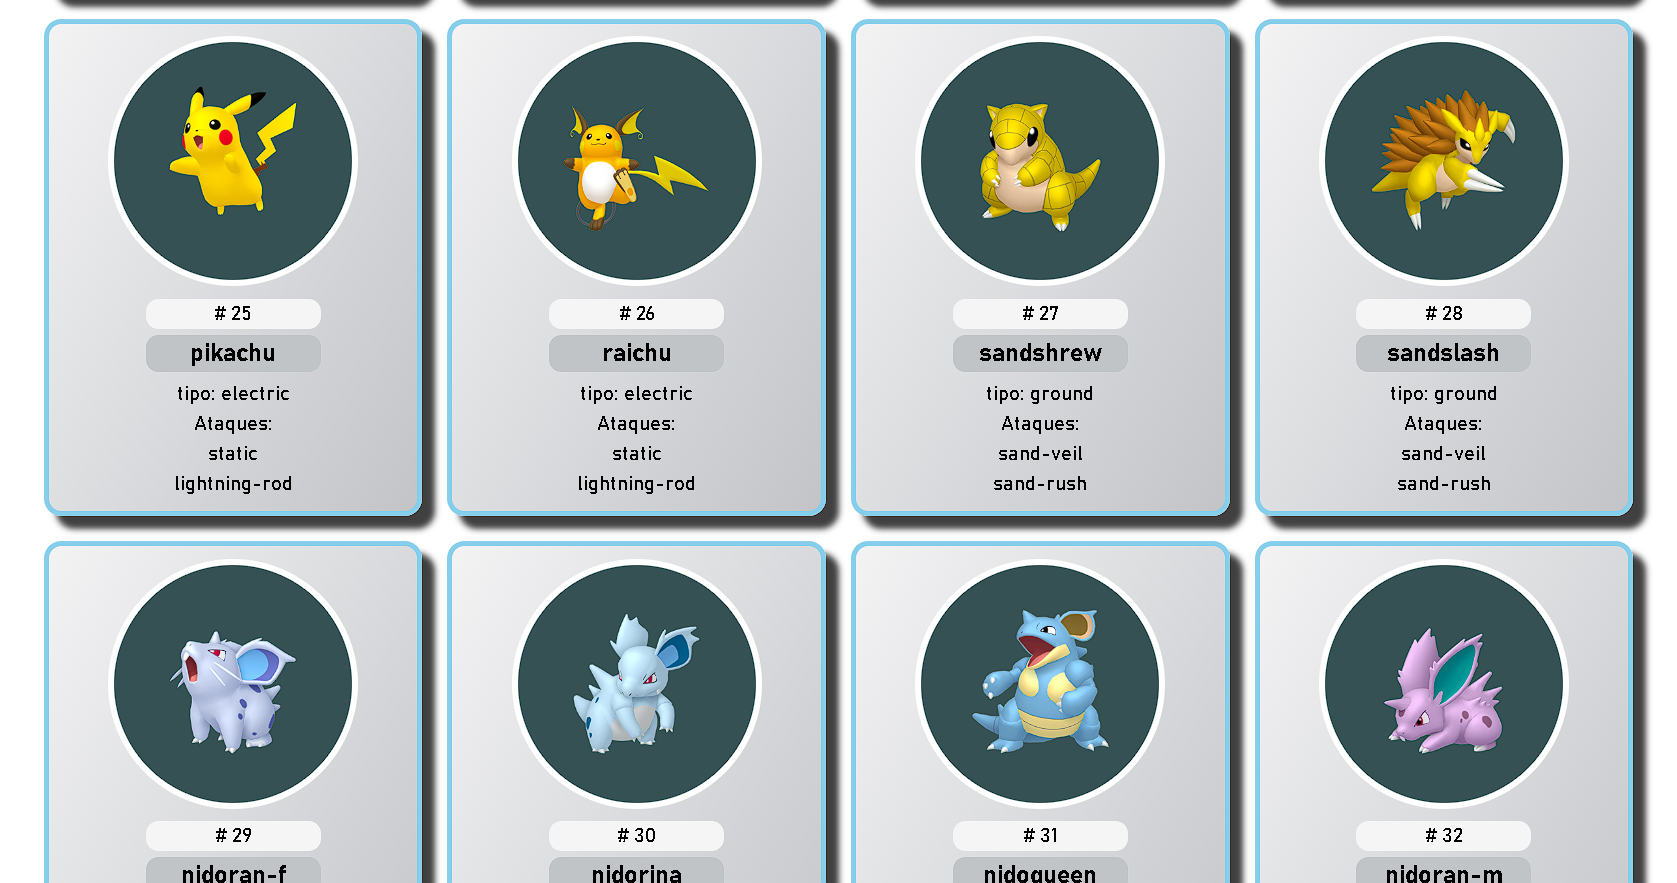 # 25
pikachu
tipo: electric
Ataques:
static
lightning-rod
# 26
raichu
tipo: electric
Ataques:
static
lightning-rod
# 27
sandshrew
tipo: ground
Ataques:
sand-veil
sand-rush
# 28
sandslash
tipo: ground
Ataques:
sand-veil
sand-rush
# 29
nidoran-f
# 30
nidorina
# 31
nidoqueen
# 32
nidoran-m